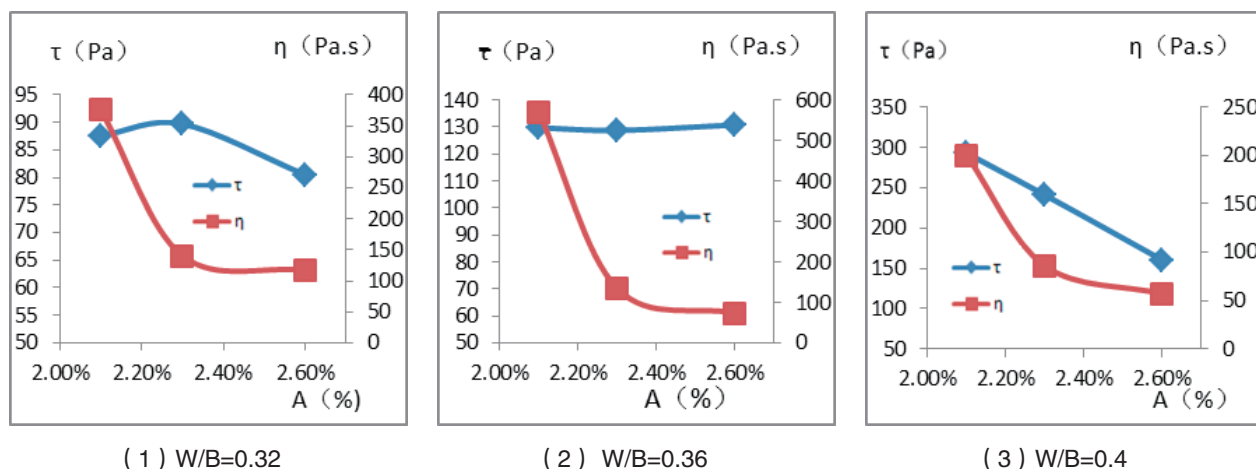 τ（Pa） η（Pa.s）
95 400
90 350
85 300
80 250
75 200
70 150
65 100
60 50
55 0
50
τ
η
2.00% 2.20% 2.40% 2.60%
A（%）
(1) W/B=0.32
τ（Pa） η（Pa.s）
140 600
130 500
120 400
110 300
100 200
90 100
80 0
70
60
50
τ
η
2.00% 2.20% 2.40% 2.60%
A（%）
(2) W/B=0.36
τ（Pa） η（Pa.s）
350 250
300 200
250 150
200 100
150 50
100 0
50
τ
η
2.00% 2.20% 2.40% 2.60%
A（%）
(3) W/B=0.4